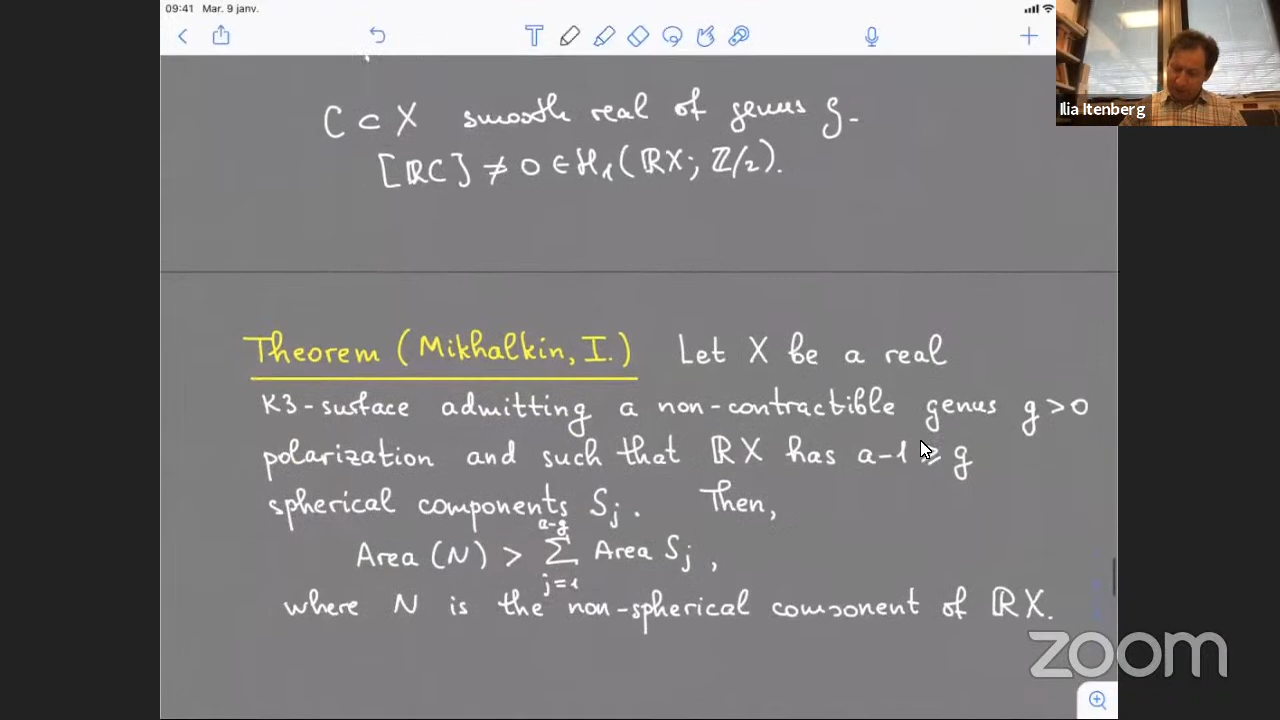 09:41 Mar. 9 janv.
Ilia Itenberg
C ⊂ X smooth real of genus g.
[ℝC] ≠ 0 ∈ H₁(ℝX; ℤ/2).
Theorem (Mikhalkin, I.) Let X be a real
K3-surface admitting a non-contractible genus g>0
polarization and such that ℝX has a-1 ≥ g
spherical components Sⱼ. Then,
Area (N) > ∑_{j=1}^{a-g} Area Sⱼ,
where N is the non-spherical component of ℝX.
zoom